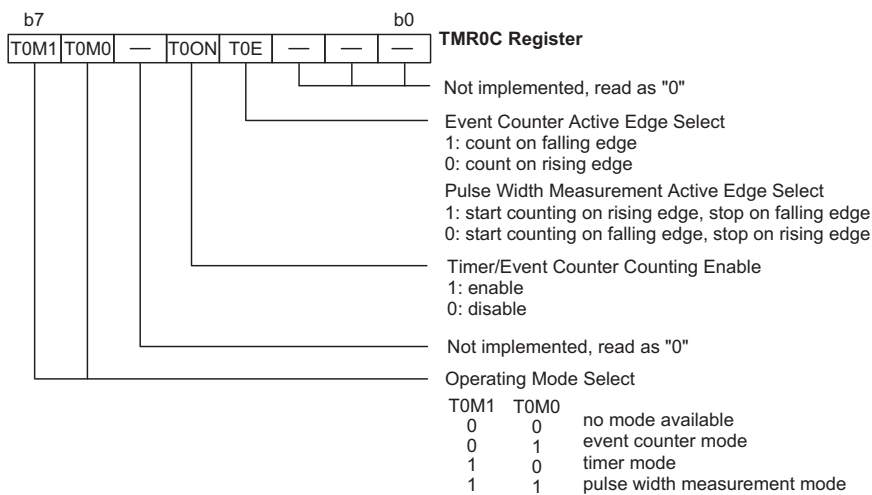 b7 b0
T0M1 T0M0 — T0ON T0E — — —
TMR0C Register
Not implemented, read as "0"
Event Counter Active Edge Select
1: count on falling edge
0: count on rising edge
Pulse Width Measurement Active Edge Select
1: start counting on rising edge, stop on falling edge
0: start counting on falling edge, stop on rising edge
Timer/Event Counter Counting Enable
1: enable
0: disable
Not implemented, read as "0"
Operating Mode Select
T0M1 T0M0
0 0 no mode available
0 1 event counter mode
1 0 timer mode
1 1 pulse width measurement mode